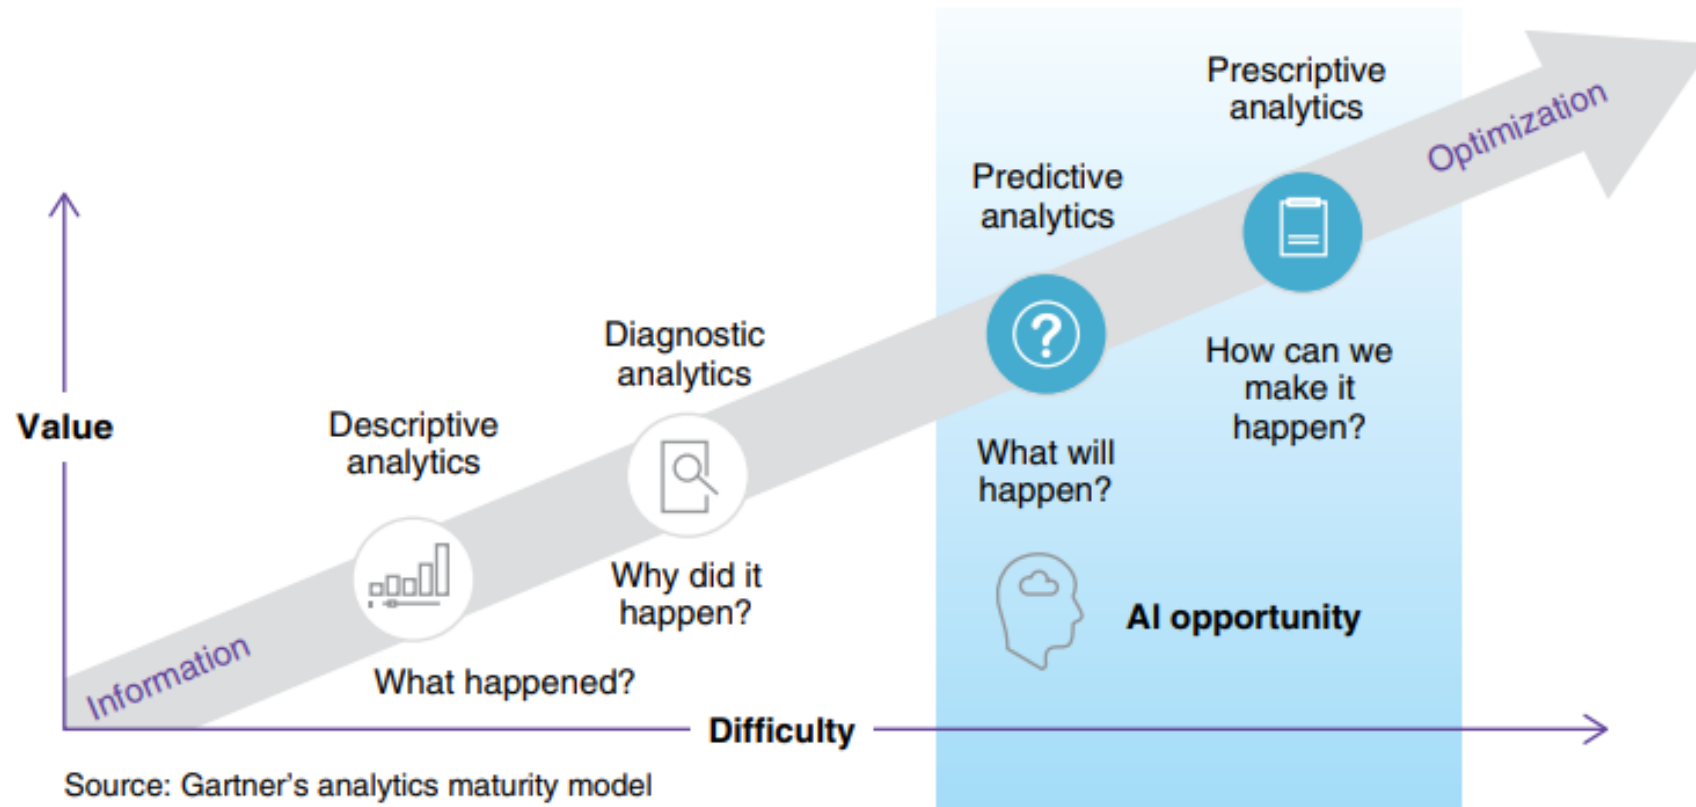 Prescriptive
analytics
Optimization
Predictive
analytics
How can we
make it
happen?
Diagnostic
analytics
What will
happen?
Value
Descriptive
analytics
Why did it
happen?
AI opportunity
Information
What happened?
Difficulty
Source: Gartner's analytics maturity model